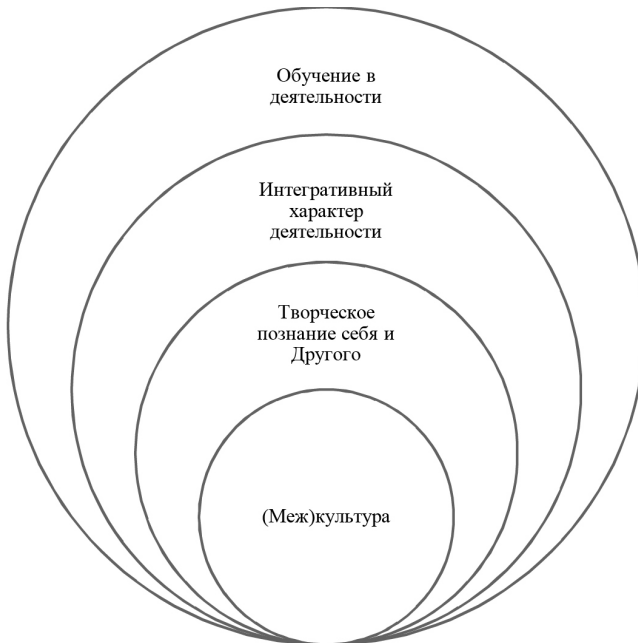 Обучение в
деятельности
Интегративный
характер
деятельности
Творческое
познание себя и
Другого
(Меж)культура